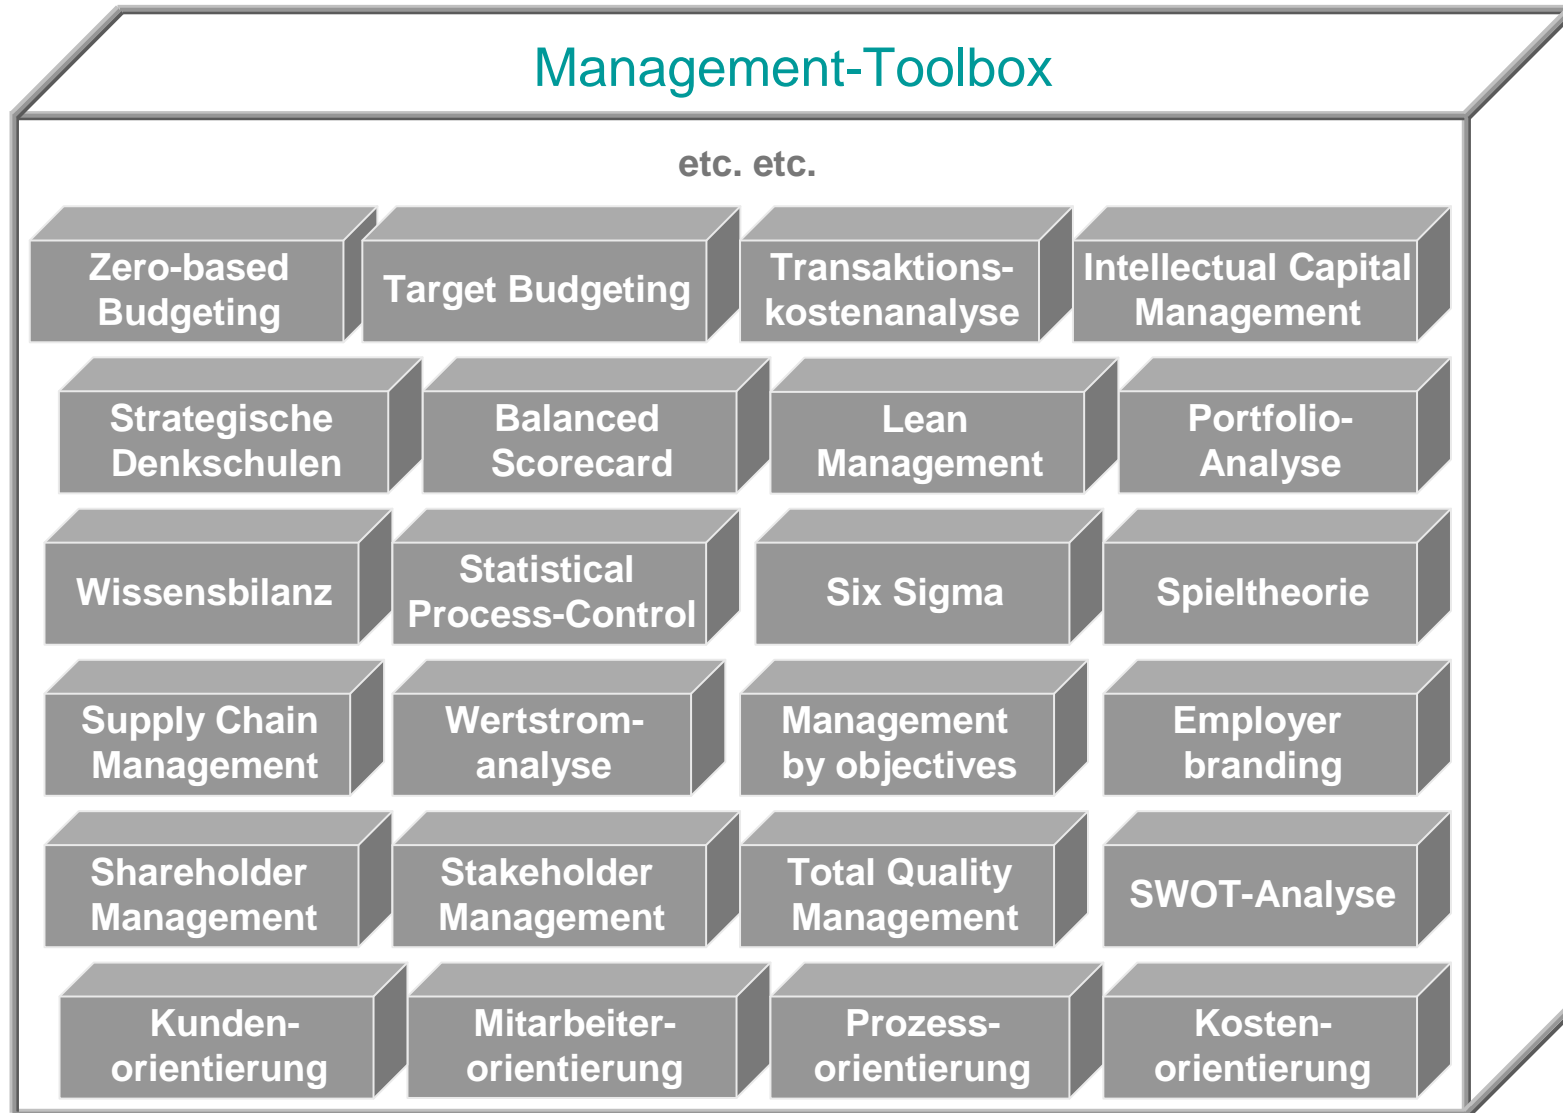 Management-Toolbox
etc. etc.
Zero-based
Budgeting
Target Budgeting
Transaktions-
kostenanalyse
Intellectual Capital
Management
Strategische
Denkschulen
Balanced
Scorecard
Lean
Management
Portfolio-
Analyse
Wissensbilanz
Statistical
Process-Control
Six Sigma
Spieltheorie
Supply Chain
Management
Wertstrom-
analyse
Management
by objectives
Employer
branding
Shareholder
Management
Stakeholder
Management
Total Quality
Management
SWOT-Analyse
Kunden-
orientierung
Mitarbeiter-
orientierung
Prozess-
orientierung
Kosten-
orientierung